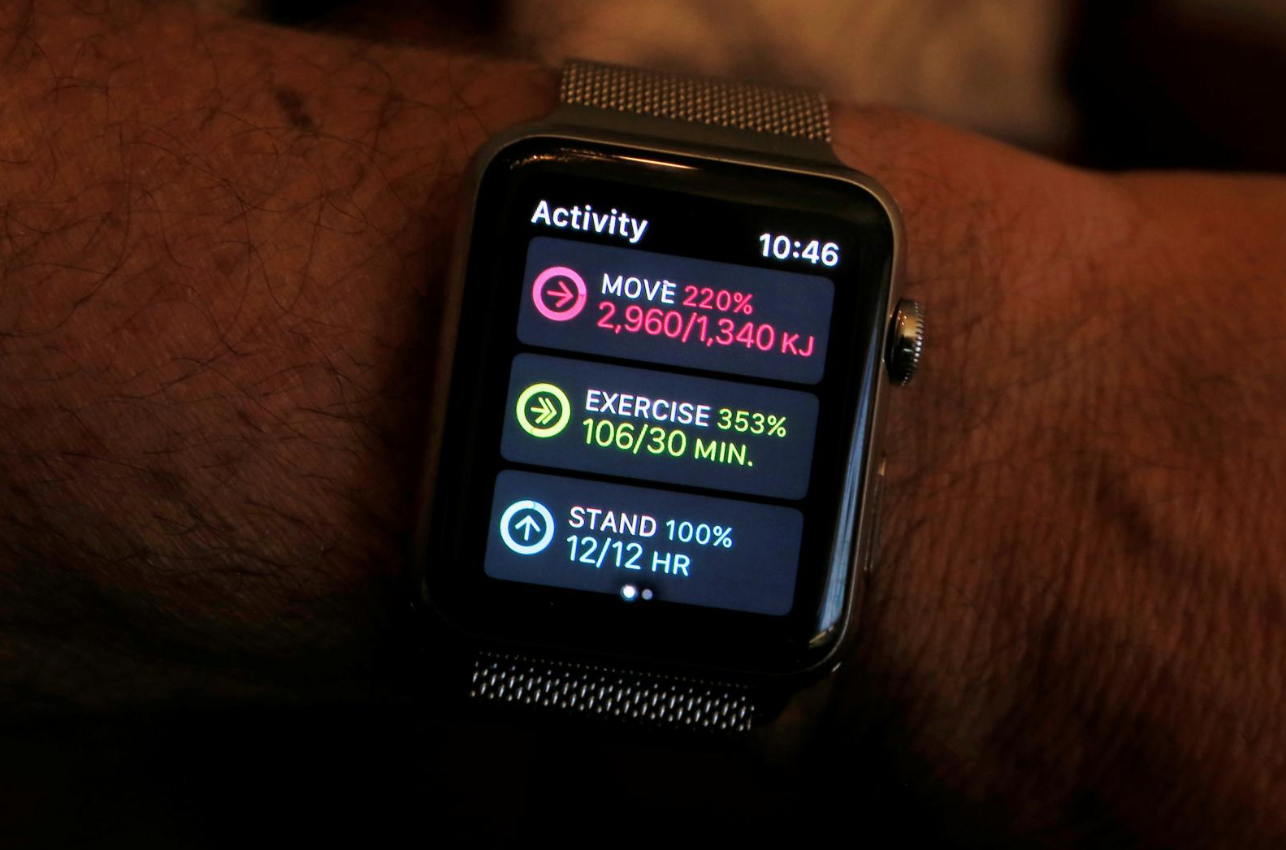 Activity
10:46
MOVE 220%
2,960/1,340 KJ
EXERCISE 353%
106/30 MIN.
STAND 100%
12/12 HR